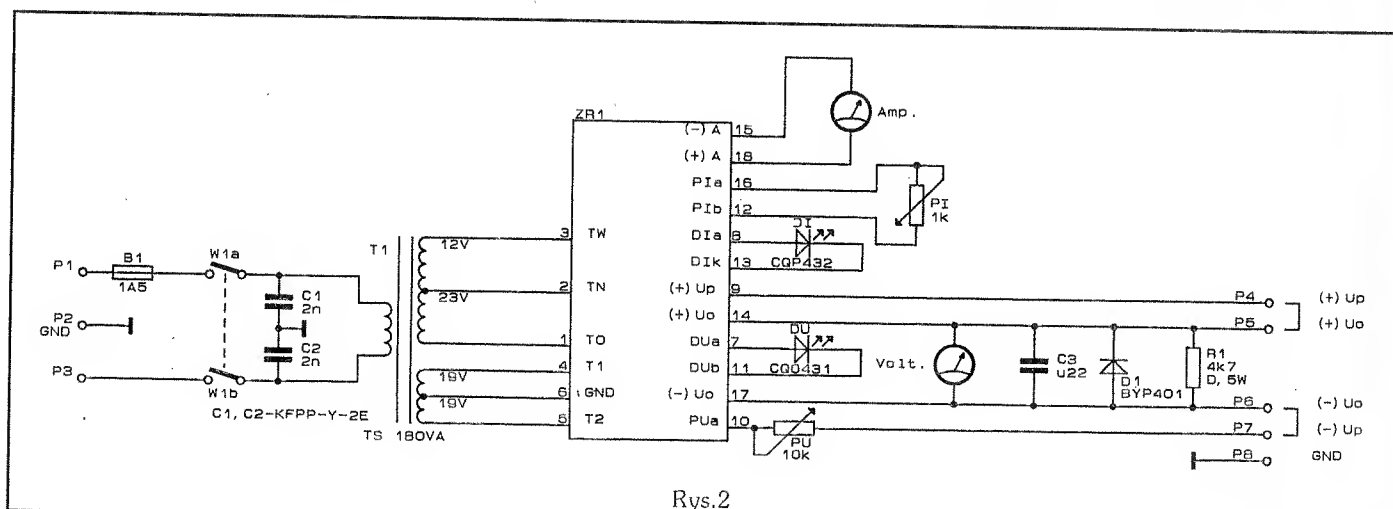 P1
B1
1A5
W1a
P2
GND
P3
W1b
C1
2n
C2
2n
C1, C2-KFPP-Y-2E
T1
TS 180VA
12V
23V
19V
19V
ZR1
3 TW
2 TN
1 TO
4 T1
6 GND
5 T2
(-) A 15
(+) A 18
PIa 16
PIb 12
DIa 8
DIk 13
(+) Up 9
(+) Uo 14
DUa 7
DUb 11
(-) Uo 17
PUa 10
Amp.
PI
1k
DI
CQP432
DU
CQ0431
PU
10k
Volt.
C3
u22
D1
BYP401
R1
4k7
D, 5W
P4 (+) Up
P5 (+) Uo
P6 (-) Uo
P7 (-) Up
P8 GND
Rys.2